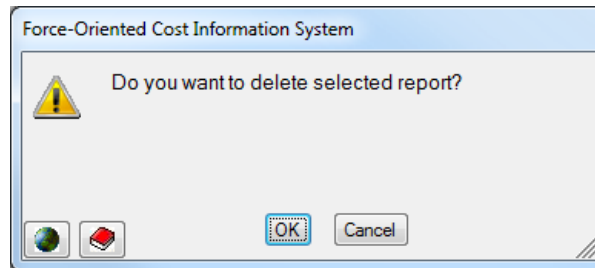 Force-Oriented Cost Information System
Do you want to delete selected report?
OK
Cancel